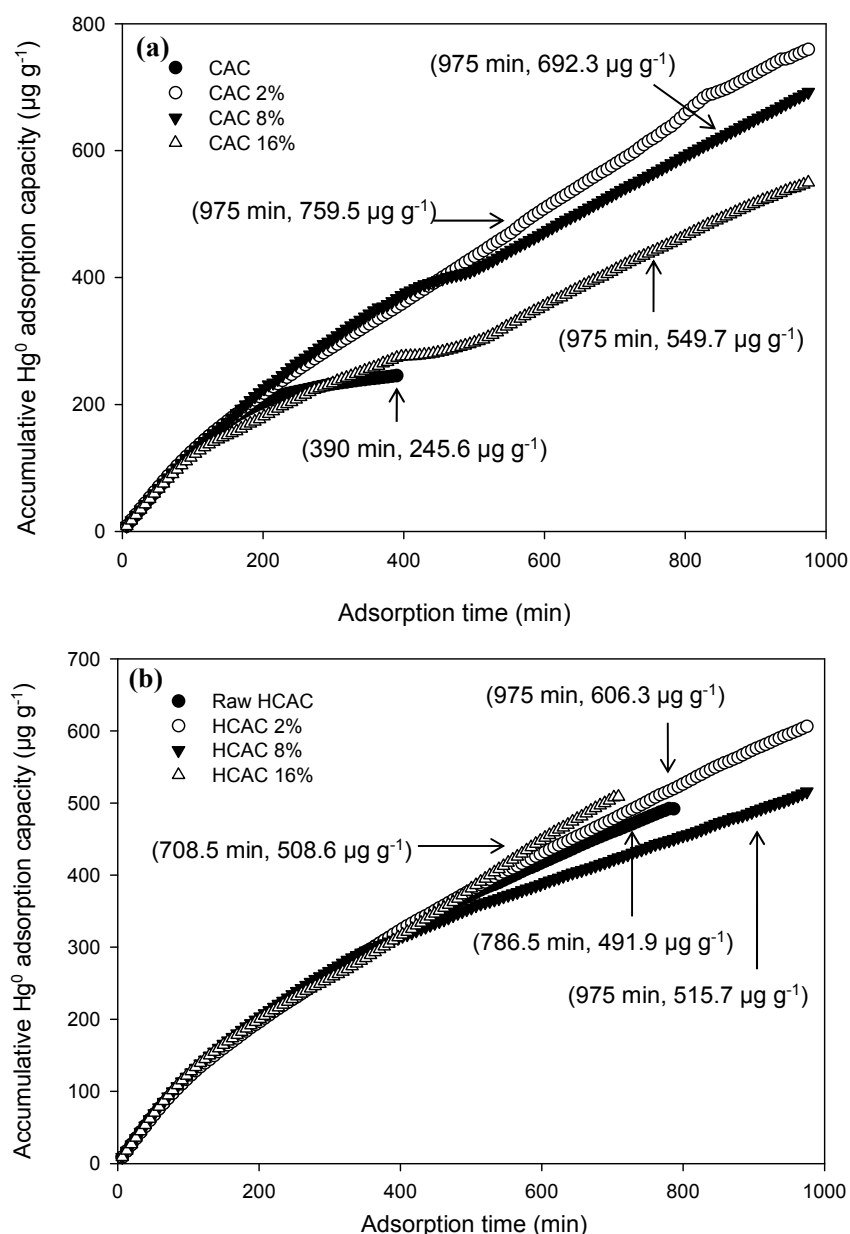 800
(a)
CAC
CAC 2%
CAC 8%
CAC 16%
(975 min, 692.3 µg g⁻¹)
600
(975 min, 759.5 µg g⁻¹)
400
(975 min, 549.7 µg g⁻¹)
200
(390 min, 245.6 µg g⁻¹)
0
0 200 400 600 800 1000
Adsorption time (min)
Accumulative Hg⁰ adsorption capacity (µg g⁻¹)
700
(b)
Raw HCAC
HCAC 2%
HCAC 8%
HCAC 16%
(975 min, 606.3 µg g⁻¹)
600
500
(708.5 min, 508.6 µg g⁻¹)
400
300
(786.5 min, 491.9 µg g⁻¹)
(975 min, 515.7 µg g⁻¹)
200
100
0
0 200 400 600 800 1000
Adsorption time (min)
Accumulative Hg⁰ adsorption capacity (µg g⁻¹)